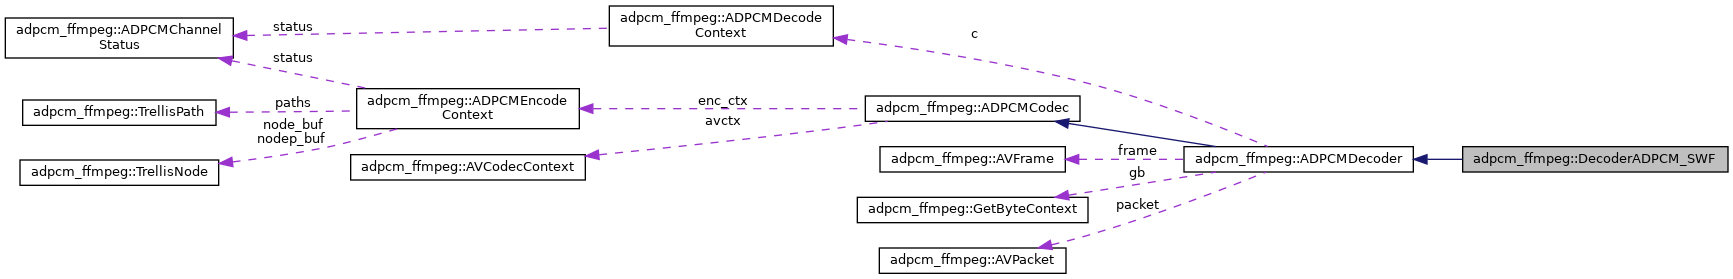 adpcm_ffmpeg::ADPCMChannel
Status
status
adpcm_ffmpeg::ADPCMDecode
Context
c
status
adpcm_ffmpeg::TrellisPath
paths
adpcm_ffmpeg::ADPCMEncode
Context
enc_ctx
adpcm_ffmpeg::ADPCMCodec
avctx
node_buf
nodep_buf
adpcm_ffmpeg::TrellisNode
adpcm_ffmpeg::AVCodecContext
adpcm_ffmpeg::AVFrame
frame
adpcm_ffmpeg::ADPCMDecoder
adpcm_ffmpeg::DecoderADPCM_SWF
gb
adpcm_ffmpeg::GetByteContext
packet
adpcm_ffmpeg::AVPacket